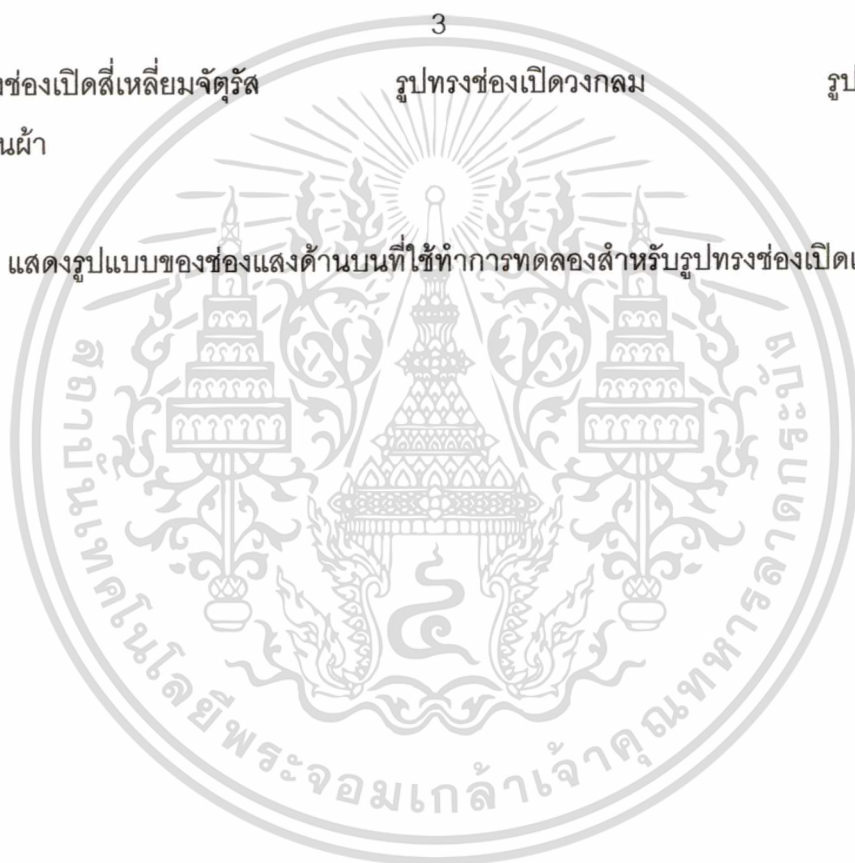 3
ช่องเปิดสี่เหลี่ยมจัตุรัส รูปทรงช่องเปิดวงกลม
ผ้า
แสดงรูปแบบของช่องแสงด้านบนที่ใช้ทำการทดลองสำหรับรูปทรงช่องเปิด
สถาบันเทคโนโลยีพระจอมเกล้าเจ้าคุณทหารลาดกระบัง